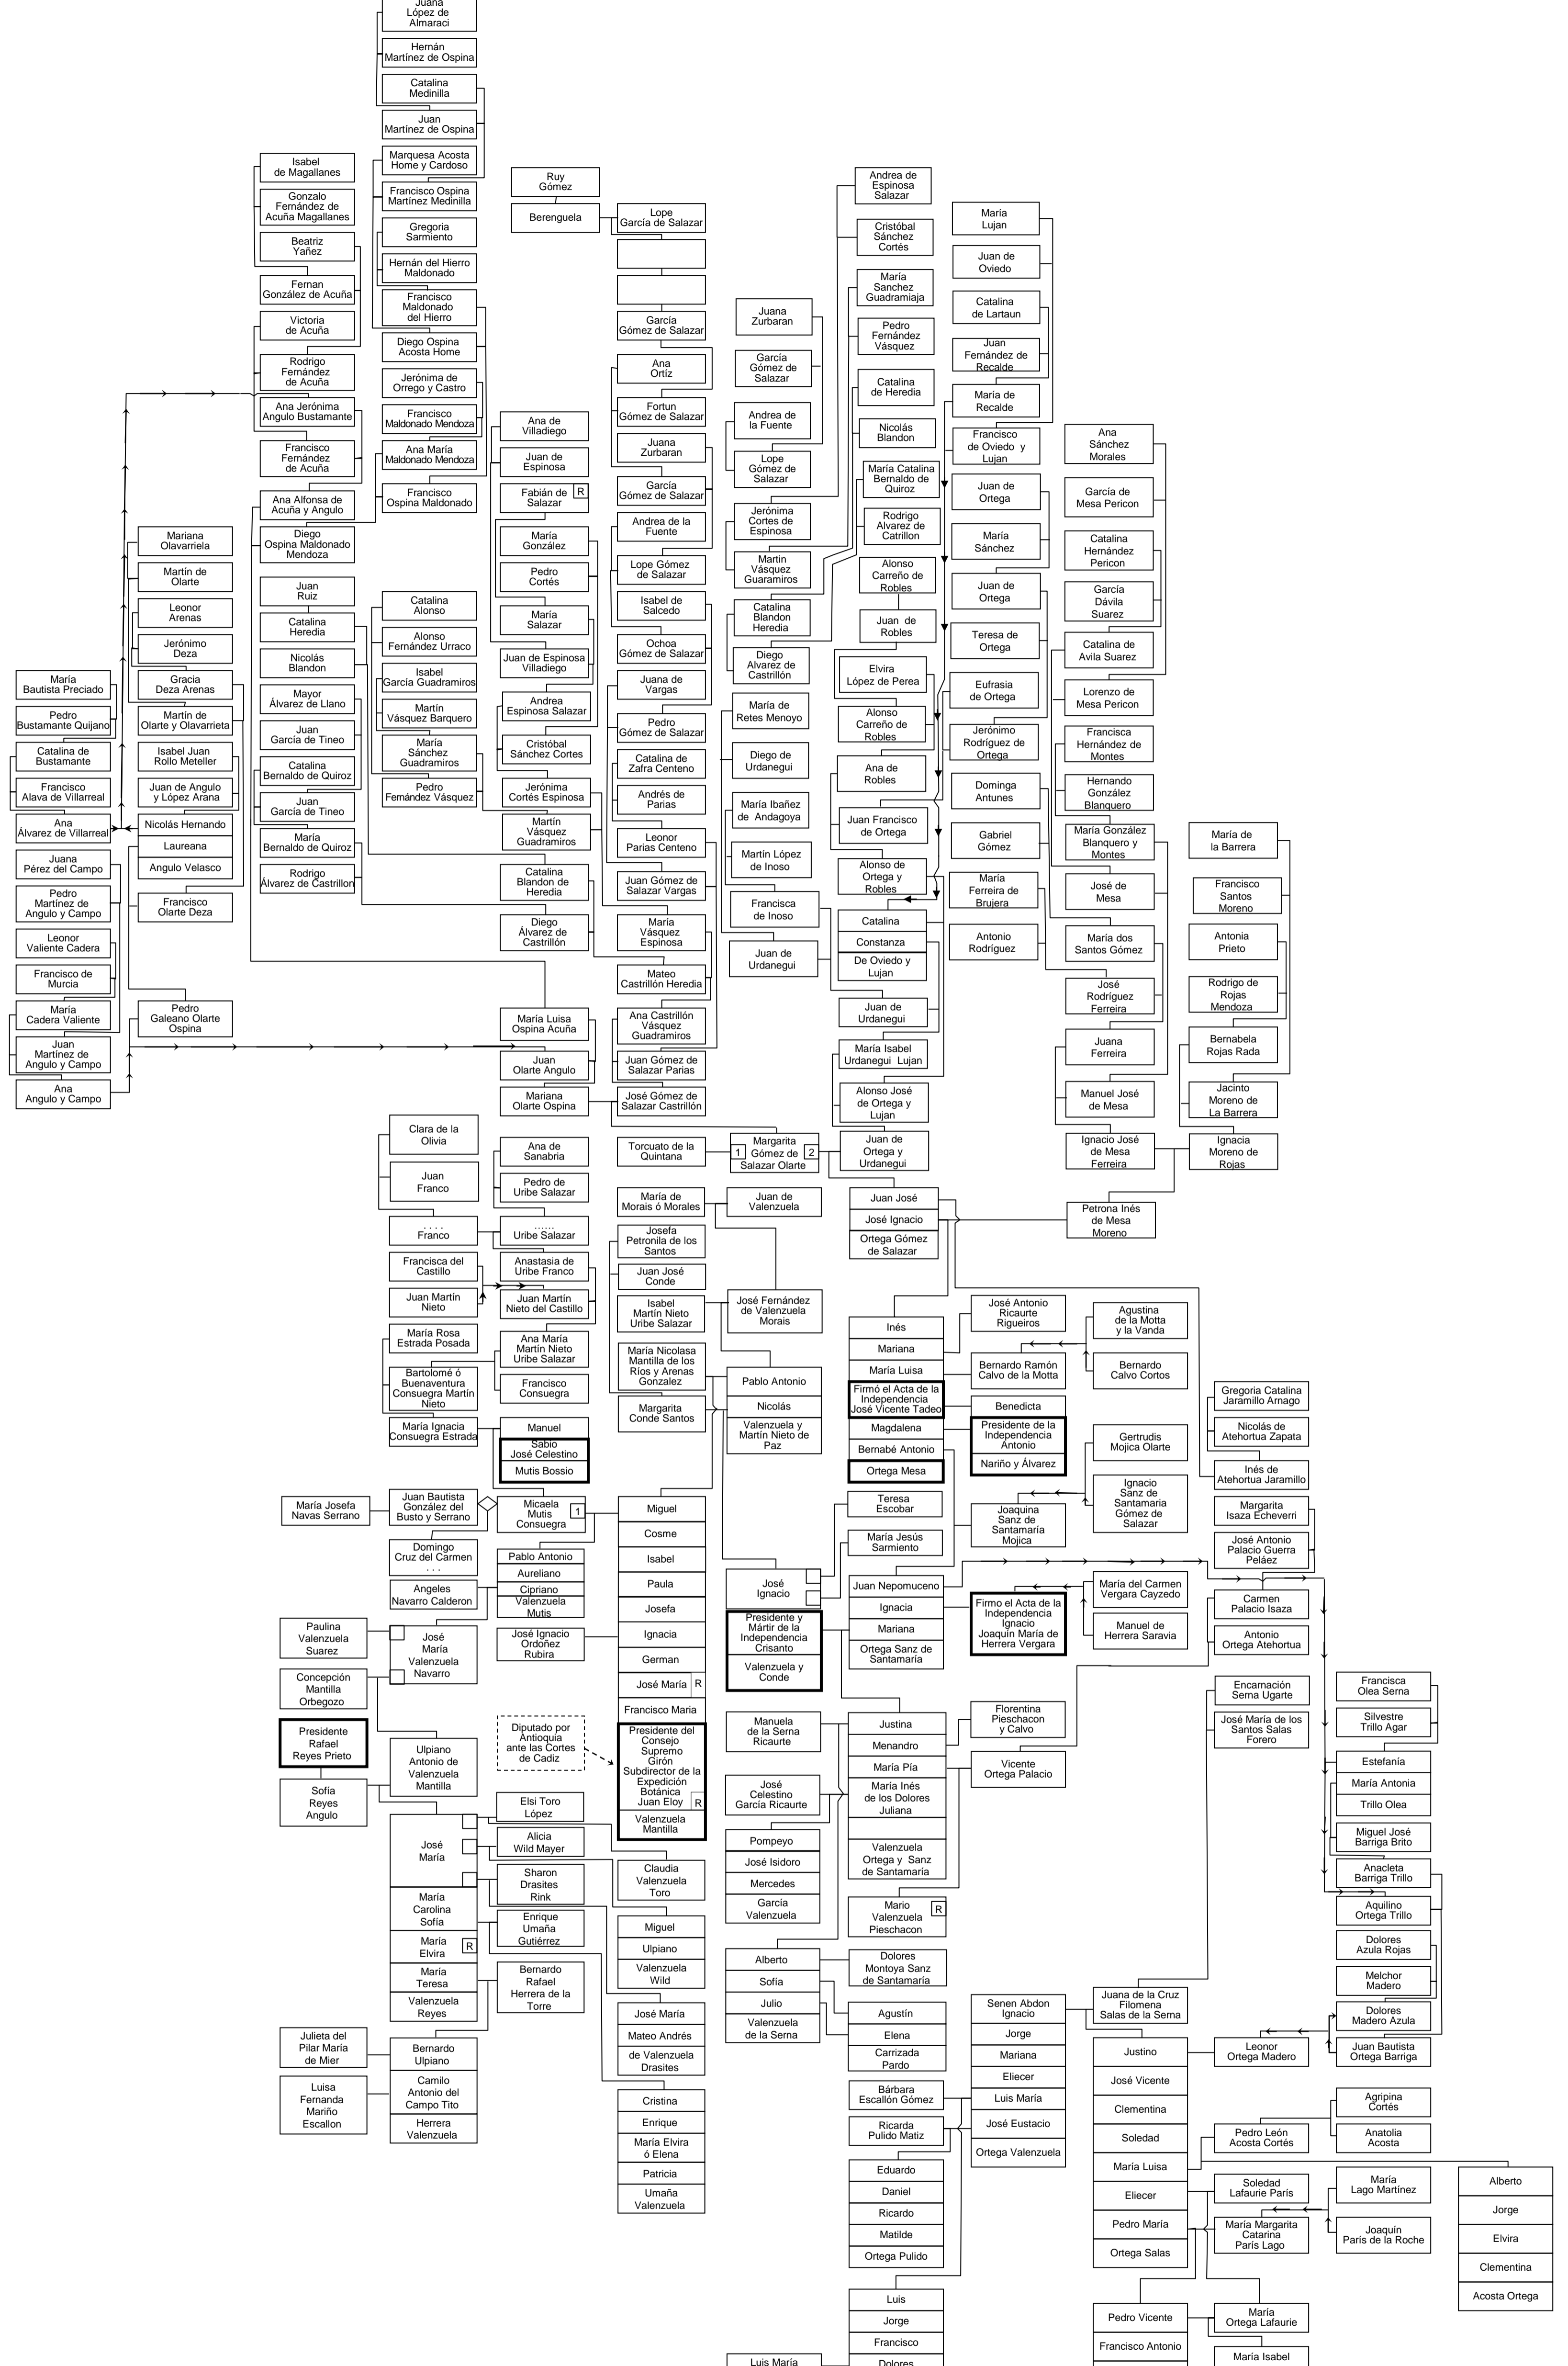 Juana
López de
Almaraci
Hernán
Martínez de Ospina
Catalina
Medinilla
Juan
Martínez de Ospina
Marquesa Acosta
Home y Cardoso
Francisco Ospina
Martínez Medinilla
Gregoria
Sarmiento
Hernán del Hierro
Maldonado
Francisco
Maldonado
del Hierro
Diego Ospina
Acosta Home
Jerónima de
Orrego y Castro
Francisco
Maldonado Mendoza
Ana María
Maldonado Mendoza
Francisco
Ospina Maldonado
Isabel
de Magallanes
Gonzalo
Fernández de
Acuña Magallanes
Beatriz
Yañez
Fernan
González de Acuña
Victoria
de Acuña
Rodrigo
Fernández
de Acuña
Ana Jerónima
Angulo Bustamante
Francisco
Fernández
de Acuña
Ana Alfonsa de
Acuña y Angulo
Diego
Ospina Maldonado
Mendoza
Juan
Ruiz
Catalina
Heredia
Nicolás
Blandon
Mayor
Álvarez de Llano
Juan
García de Tineo
Catalina
Bernaldo de Quiroz
Juan
García de Tineo
María
Bernaldo de Quiroz
Rodrigo
Álvarez de Castrillon
Catalina
Alonso
Alonso
Fernández Urraco
Isabel
García Guadramiros
Martín
Vásquez Barquero
María
Sánchez
Guadramiros
Pedro
Fernández Vásquez
Mariana
Olavarriela
Martín de
Olarte
Leonor
Arenas
Jerónimo
Deza
Gracia
Deza Arenas
Martín de
Olarte y Olavarrieta
Isabel Juan
Rollo Meteller
Juan de Angulo
y López Arana
Nicolás Hernando
Laureana
Angulo Velasco
Francisco
Olarte Deza
Pedro
Galeano Olarte
Ospina
María
Bautista Preciado
Pedro
Bustamante Quijano
Catalina de
Bustamante
Francisco
Alava de Villarreal
Ana
Álvarez de Villarreal
Juana
Pérez del Campo
Pedro
Martínez de
Angulo y Campo
Leonor
Valiente Cadera
Francisco de
Murcia
María
Cadera Valiente
Juan
Martínez de
Angulo y Campo
Ana
Angulo y Campo
Ruy
Gómez
Berenguela
Ana de
Villadiego
Juan de
Espinosa
Fabián de
Salazar
R
María
González
Pedro
Cortés
María
Salazar
Juan de Espinosa
Villadiego
Andrea
Espinosa Salazar
Cristóbal
Sánchez Cortes
Jerónima
Cortés Espinosa
Martín
Vásquez
Guadramiros
Catalina
Blandon de
Heredia
Diego
Álvarez de
Castrillón
María Luisa
Ospina Acuña
Juan
Olarte Angulo
Mariana
Olarte Ospina
Lope
García de Salazar
García
Gómez de Salazar
Ana
Ortíz
Fortun
Gómez de Salazar
Juana
Zurbaran
García
Gómez de Salazar
Andrea de la
Fuente
Lope Gómez
de Salazar
Isabel de
Salcedo
Ochoa
Gómez de Salazar
Juana de
Vargas
Pedro
Gómez de Salazar
Catalina de
Zafra Centeno
Andrés de
Parias
Leonor
Parias Centeno
Juan Gómez de
Salazar Vargas
María
Vásquez
Espinosa
Mateo
Castrillón Heredia
Ana Castrillón
Vásquez
Guadramiros
Juan Gómez de
Salazar Parias
José Gómez de
Salazar Castrillón
Juana
Zurbaran
García
Gómez de
Salazar
Andrea de
la Fuente
Lope
Gómez de
Salazar
Jerónima
Cortes de
Espinosa
Martin
Vásquez
Guaramiros
Catalina
Blandon
Heredia
Diego
Alvarez de
Castrillón
María de
Retes Menoyo
Diego de
Urdanegui
María Ibañez
de Andagoya
Martín López
de Inoso
Francisca
de Inoso
Juan de
Urdanegui
Andrea de
Espinosa
Salazar
Cristóbal
Sánchez
Cortés
María
Sanchez
Guadramiaja
Pedro
Fernández
Vásquez
Catalina
de Heredia
Nicolás
Blandon
María Catalina
Bernaldo de
Quiroz
Rodrigo
Alvarez de
Catrillon
Alonso
Carreño de
Robles
Juan de
Robles
Elvira
López de Perea
Alonso
Carreño de
Robles
Ana de
Robles
Juan Francisco
de Ortega
Alonso de
Ortega y
Robles
Catalina
Constanza
De Oviedo y
Lujan
Juan de
Urdanegui
María Isabel
Urdanegui Lujan
Alonso José
de Ortega y
Lujan
Juan de
Ortega y
Urdanegui
María
Lujan
Juan de
Oviedo
Catalina
de Lartaun
Juan
Fernández de
Recalde
María de
Recalde
Francisco
de Oviedo y
Lujan
Juan de
Ortega
María
Sánchez
Juan de
Ortega
Teresa de
Ortega
Eufrasia
de Ortega
Jerónimo
Rodríguez de
Ortega
Dominga
Antunes
Gabriel
Gómez
María
Ferreira de
Brujera
Antonio
Rodríguez
Ana
Sánchez
Morales
García de
Mesa Pericon
Catalina
Hernández
Pericon
García
Dávila
Suarez
Catalina de
Avila Suarez
Lorenzo de
Mesa Pericon
Francisca
Hernández de
Montes
Hernando
González
Blanquero
María González
Blanquero y
Montes
José de
Mesa
María dos
Santos Gómez
José
Rodríguez
Ferreira
Juana
Ferreira
Manuel José
de Mesa
Ignacio José
de Mesa
Ferreira
María de
la Barrera
Francisco
Santos
Moreno
Antonia
Prieto
Rodrigo de
Rojas
Mendoza
Bernabela
Rojas Rada
Jacinto
Moreno de
La Barrera
Ignacia
Moreno de
Rojas
Petrona Inés
de Mesa
Moreno
Torcuato de la
Quintana
1
Margarita
Gómez de
Salazar Olarte
2
Juan José
José Ignacio
Ortega Gómez
de Salazar
Clara de la
Olivia
Juan
Franco
. . . .
Franco
Francisca del
Castillo
Juan Martín
Nieto
María Rosa
Estrada Posada
Bartolomé ó
Buenaventura
Consuegra Martín
Nieto
María Ignacia
Consuegra Estrada
Ana de
Sanabria
Pedro de
Uribe Salazar
......
Uribe Salazar
Anastasia de
Uribe Franco
Juan Martín
Nieto del Castillo
Ana María
Martín Nieto
Uribe Salazar
Francisco
Consuegra
Manuel
Sabio
José Celestino
Mutis Bossio
María de
Morais ó Morales
Juan de
Valenzuela
Josefa
Petronila de los
Santos
Juan José
Conde
Isabel
Martín Nieto
Uribe Salazar
José Fernández
de Valenzuela
Morais
María Nicolasa
Mantilla de los
Ríos y Arenas
Gonzalez
Margarita
Conde Santos
Pablo Antonio
Nicolás
Valenzuela y
Martín Nieto de
Paz
Inés
Mariana
María Luisa
Firmó el Acta de la
Independencia
José Vicente Tadeo
Magdalena
Bernabé Antonio
Ortega Mesa
José Antonio
Ricaurte
Rigueiros
Bernardo Ramón
Calvo de la Motta
Benedicta
Presidente de la
Independencia
Antonio
Nariño y Álvarez
Agustina
de la Motta
y la Vanda
Bernardo
Calvo Cortos
Gertrudis
Mojica Olarte
Ignacio
Sanz de
Santamaria
Gómez de
Salazar
Joaquina
Sanz de
Santamaría
Mojica
Gregoria Catalina
Jaramillo Arnago
Nicolás de
Atehortua Zapata
Inés de
Atehortua Jaramillo
Margarita
Isaza Echeverri
José Antonio
Palacio Guerra
Peláez
Carmen
Palacio Isaza
Antonio
Ortega Atehortua
María Josefa
Navas Serrano
Juan Bautista
González del
Busto y Serrano
Micaela
Mutis
Consuegra
1
Domingo
Cruz del Carmen
. . .
Pablo Antonio
Aureliano
Cipriano
Valenzuela
Mutis
Angeles
Navarro Calderon
Paulina
Valenzuela
Suarez
José
María
Valenzuela
Navarro
José Ignacio
Ordoñez
Rubira
Concepción
Mantilla
Orbegozo
Presidente
Rafael
Reyes Prieto
Sofía
Reyes
Angulo
Ulpiano
Antonio de
Valenzuela
Mantilla
Diputado por
Antioquia
ante las Cortes
de Cadiz
Miguel
Cosme
Isabel
Paula
Josefa
Ignacia
German
José María
R
Francisco Maria
Presidente del
Consejo
Supremo
Girón
Subdirector de la
Expedición
Botánica
Juan Eloy
R
Valenzuela
Mantilla
José
Ignacio
Presidente y
Mártir de la
Independencia
Crisanto
Valenzuela y
Conde
Teresa
Escobar
María Jesús
Sarmiento
Juan Nepomuceno
Ignacia
Mariana
Ortega Sanz de
Santamaría
Firmo el Acta de la
Independencia
Ignacio
Joaquín María de
Herrera Vergara
María del Carmen
Vergara Cayzedo
Manuel de
Herrera Saravia
Manuela
de la Serna
Ricaurte
Justina
Menandro
María Pía
María Inés
de los Dolores
Juliana
Valenzuela
Ortega y Sanz
de Santamaría
Florentina
Pieschacon
y Calvo
Vicente
Ortega Palacio
José
Celestino
García Ricaurte
Pompeyo
José Isidoro
Mercedes
García
Valenzuela
Mario
Valenzuela
Pieschacon
R
Encarnación
Serna Ugarte
José María de los
Santos Salas
Forero
Francisca
Olea Serna
Silvestre
Trillo Agar
Estefanía
María Antonia
Trillo Olea
Miguel José
Barriga Brito
Anacleta
Barriga Trillo
Aquilino
Ortega Trillo
Dolores
Azula Rojas
Melchor
Madero
Dolores
Madero Azula
Juan Bautista
Ortega Barriga
José
María
María
Carolina
Sofía
María
Elvira
R
María
Teresa
Valenzuela
Reyes
Elsi Toro
López
Alicia
Wild Mayer
Sharon
Drasites
Rink
Enrique
Umaña
Gutiérrez
Bernardo
Rafael
Herrera de la
Torre
Claudia
Valenzuela
Toro
Miguel
Ulpiano
Valenzuela
Wild
José María
Mateo Andrés
de Valenzuela
Drasites
Cristina
Enrique
María Elvira
ó Elena
Patricia
Umaña
Valenzuela
Julieta del
Pilar María
de Mier
Luisa
Fernanda
Mariño
Escallon
Bernardo
Ulpiano
Camilo
Antonio del
Campo Tito
Herrera
Valenzuela
Alberto
Sofía
Julio
Valenzuela
de la Serna
Dolores
Montoya Sanz
de Santamaría
Agustín
Elena
Carrizada
Pardo
Senen Abdon
Ignacio
Jorge
Mariana
Eliecer
Luis María
José Eustacio
Ortega Valenzuela
Bárbara
Escallón Gómez
Ricarda
Pulido Matiz
Eduardo
Daniel
Ricardo
Matilde
Ortega Pulido
Luis
Jorge
Francisco
Dolores
Luis María
Juana de la Cruz
Filomena
Salas de la Serna
Justino
José Vicente
Clementina
Soledad
María Luisa
Eliecer
Pedro María
Ortega Salas
Leonor
Ortega Madero
Pedro León
Acosta Cortés
Agripina
Cortés
Anatolia
Acosta
Soledad
Lafaurie París
María Margarita
Catarina
París Lago
María
Lago Martínez
Joaquín
París de la Roche
Alberto
Jorge
Elvira
Clementina
Acosta Ortega
Pedro Vicente
Francisco Antonio
María
Ortega Lafaurie
María Isabel